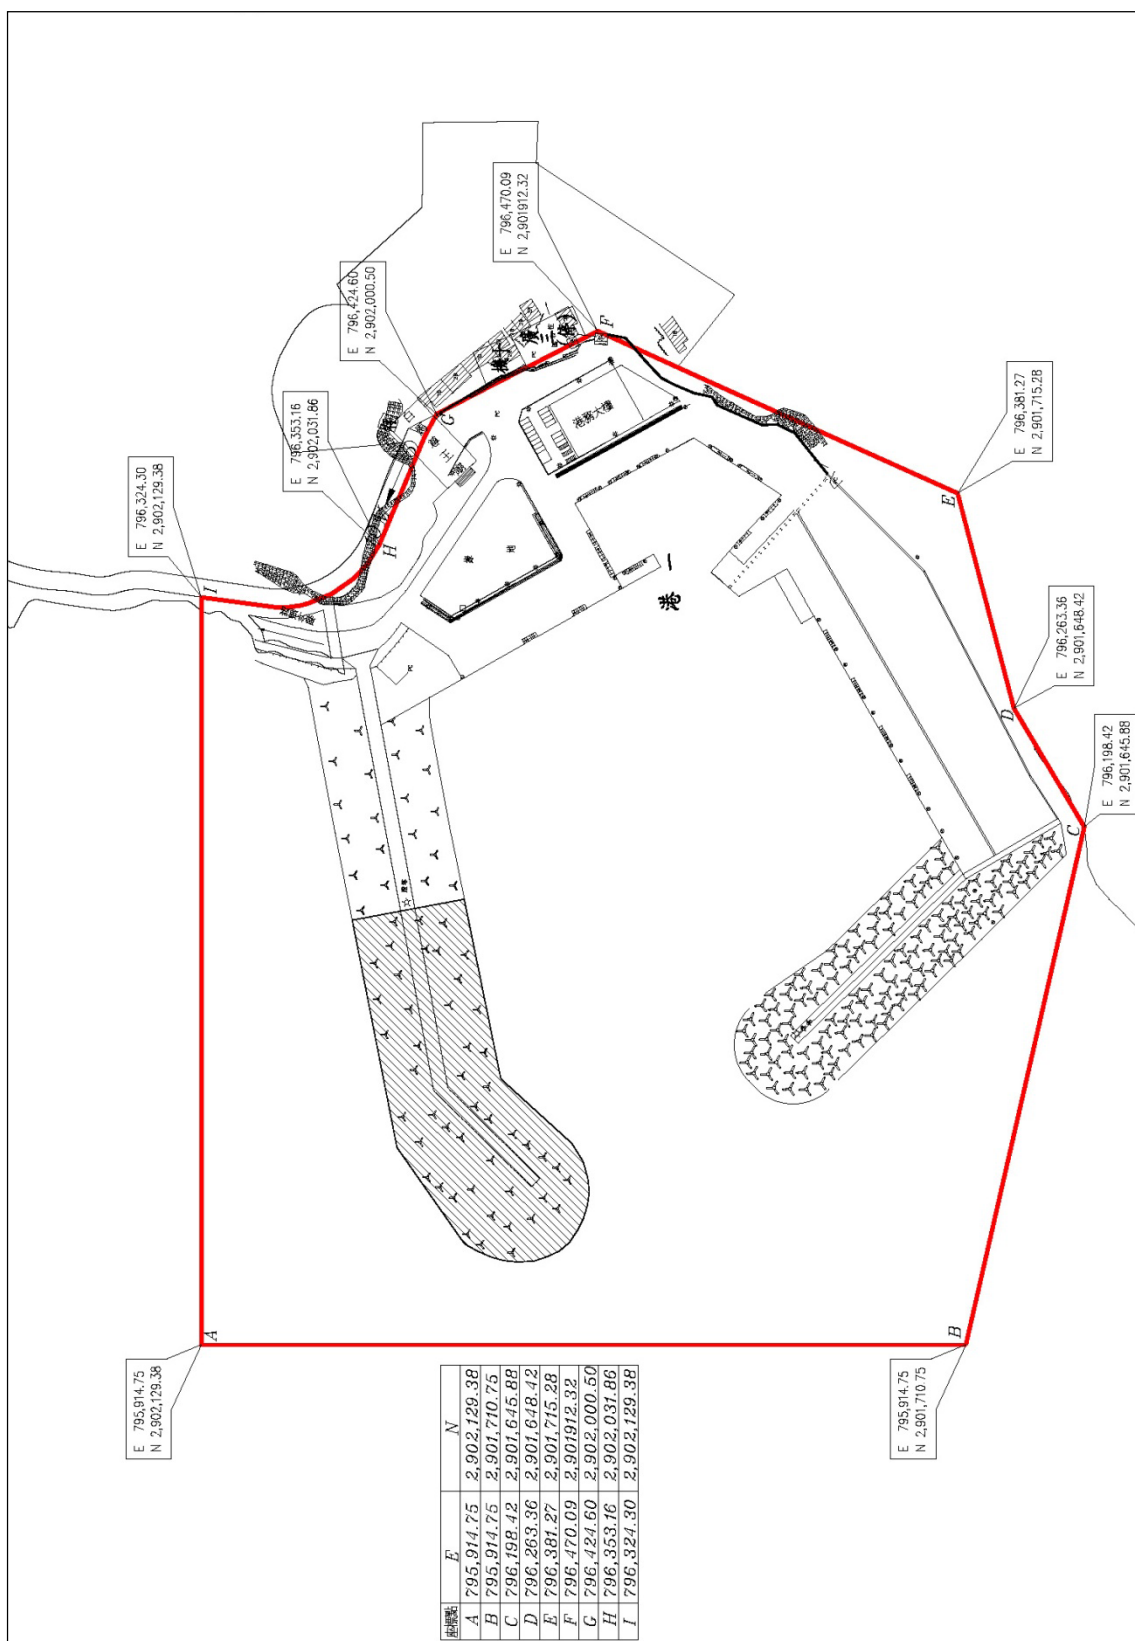 座標點 E N
A 795,914.75 2,902,129.38
B 795,914.75 2,901,710.75
C 796,198.42 2,901,645.88
D 796,263.36 2,901,648.42
E 796,381.27 2,901,715.28
F 796,470.09 2,901912.32
G 796,424.60 2,902,000.50
H 796,353.16 2,902,031.86
I 796,324.30 2,902,129.38
E 795,914.75
N 2,902,129.38
A
E 795,914.75
N 2,901,710.75
B
E 796,324.30
N 2,902,129.38
I
E 796,353.16
N 2,902,031.86
H
E 796,424.60
N 2,902,000.50
G
E 796,470.09
N 2,901912.32
F
E 796,381.27
N 2,901,715.28
E
E 796,263.36
N 2,901,648.42
D
E 796,198.42
N 2,901,645.88
C
港務大樓
一港
PC
PC
PC